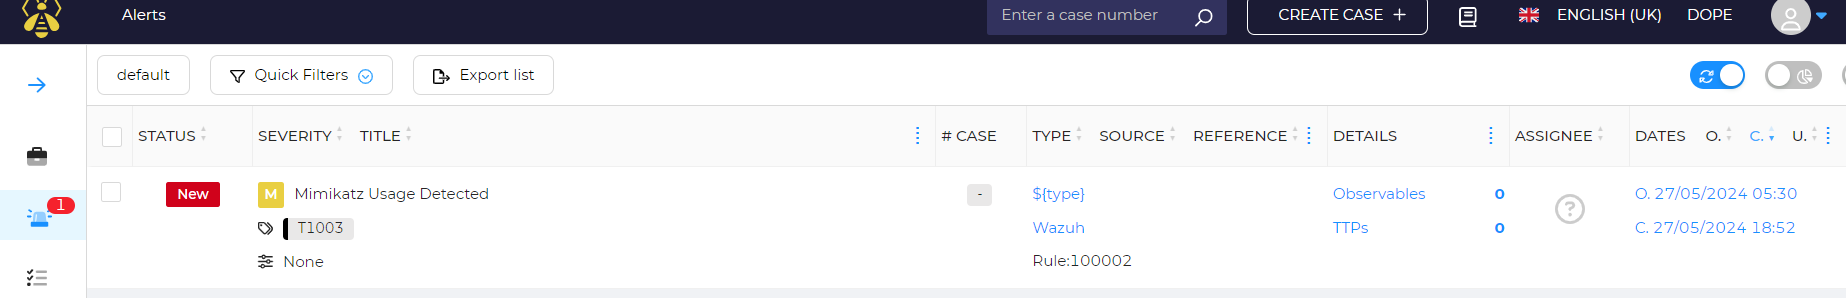 Alerts
Enter a case number
CREATE CASE +
ENGLISH (UK)
DOPE
default
Quick Filters
Export list
STATUS SEVERITY TITLE # CASE TYPE SOURCE REFERENCE DETAILS ASSIGNEE DATES O. C. U.
New M Mimikatz Usage Detected - ${type} Observables 0 O. 27/05/2024 05:30
1 T1003 Wazuh TTPs 0 C. 27/05/2024 18:52
None Rule:100002